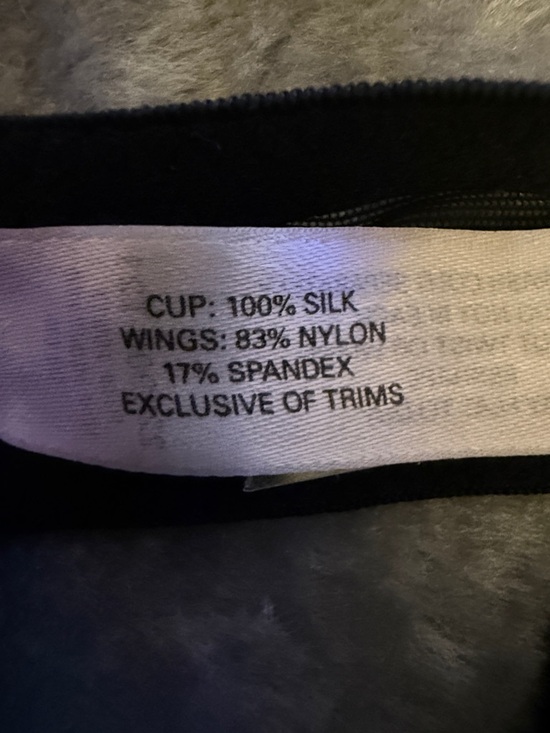 CUP: 100% SILK
WINGS: 83% NYLON
17% SPANDEX
EXCLUSIVE OF TRIMS